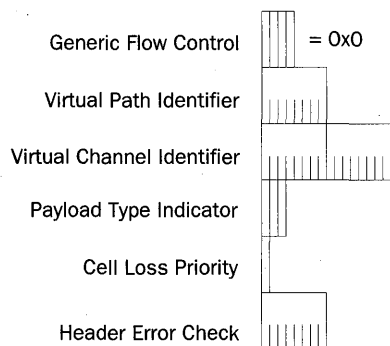 Generic Flow Control = 0x0
Virtual Path Identifier
Virtual Channel Identifier
Payload Type Indicator
Cell Loss Priority
Header Error Check